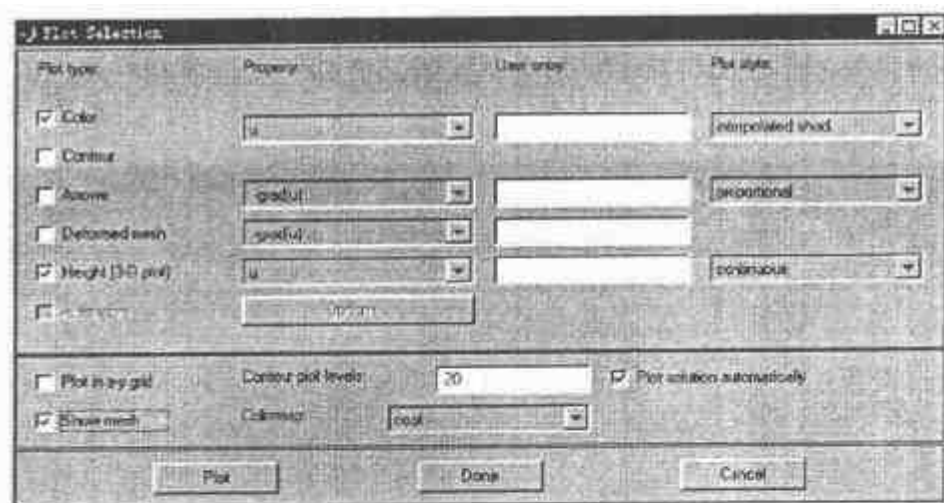 Plot Selection
Plot type: Property: User entry: Plot style:
Color u interpolated shad.
Contour
Arrows -grad(u) proportional
Deformed mesh -grad(u)
Height (3-D plot) u continuous
Animation Options
Plot in x-y grid Contour plot levels: 20 Plot solution automatically
Show mesh Colormap: cool
Plot Done Cancel